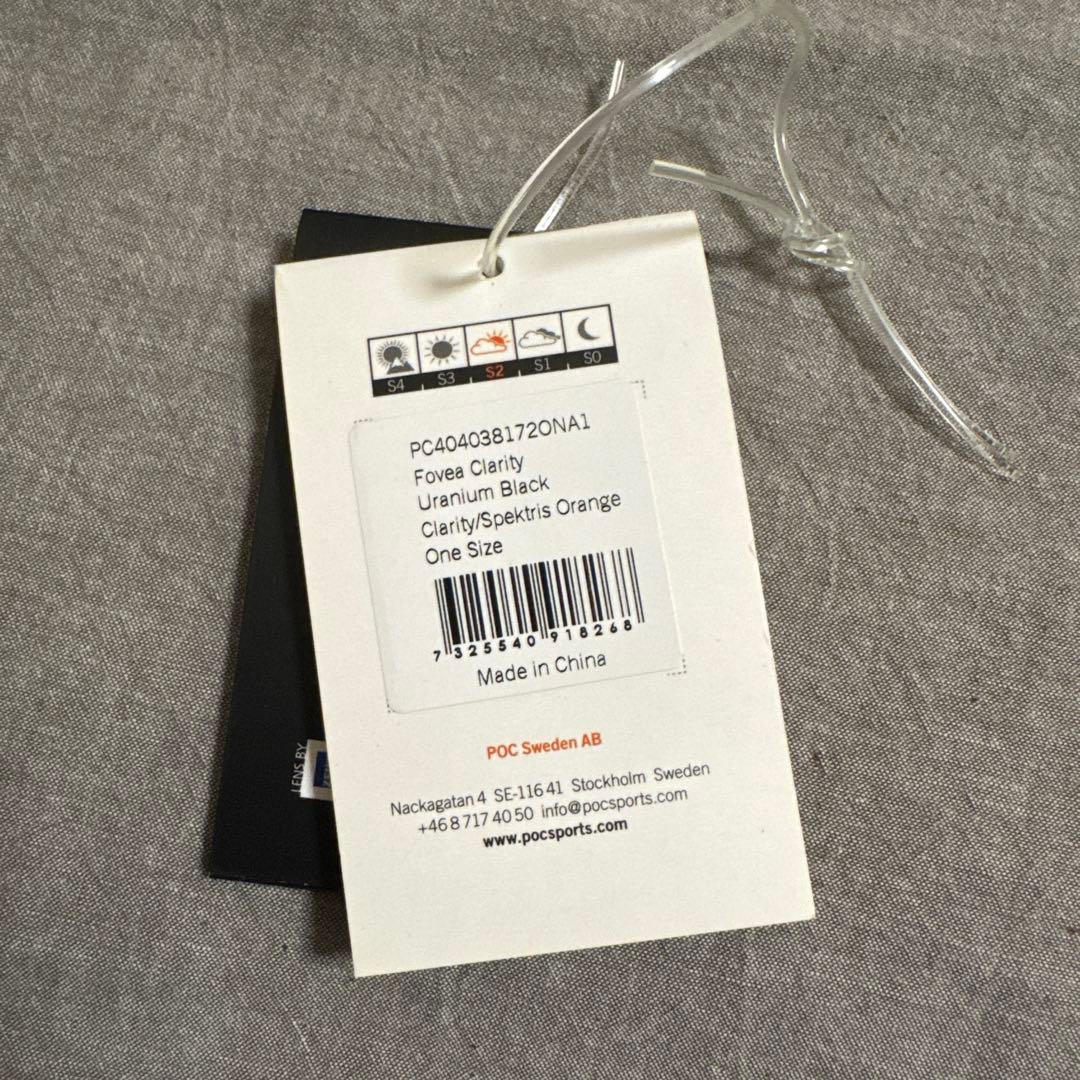 S4 S3 S2 S1 S0
PC404038172ONA1
Fovea Clarity
Uranium Black
Clarity/Spektris Orange
One Size
7 325540 918268
Made in China
LENS BY
POC Sweden AB
Nackagatan 4 SE-116 41 Stockholm Sweden
+46 8 717 40 50 info@pocsports.com
www.pocsports.com